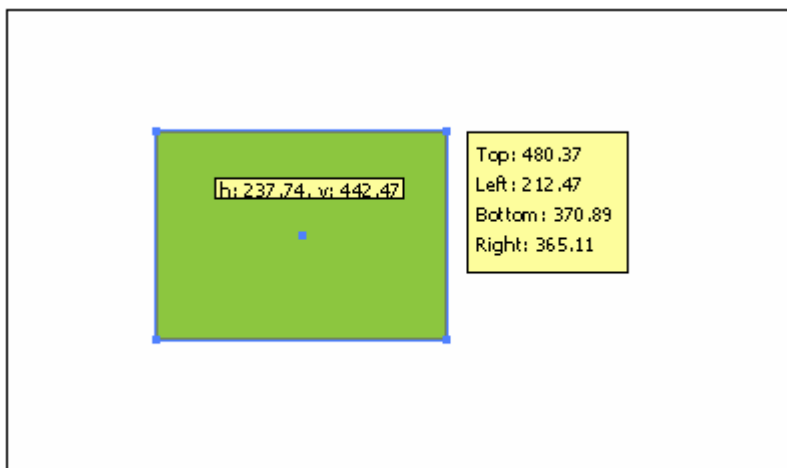 h: 237.74, v: 442.47
Top: 480.37
Left: 212.47
Bottom: 370.89
Right: 365.11